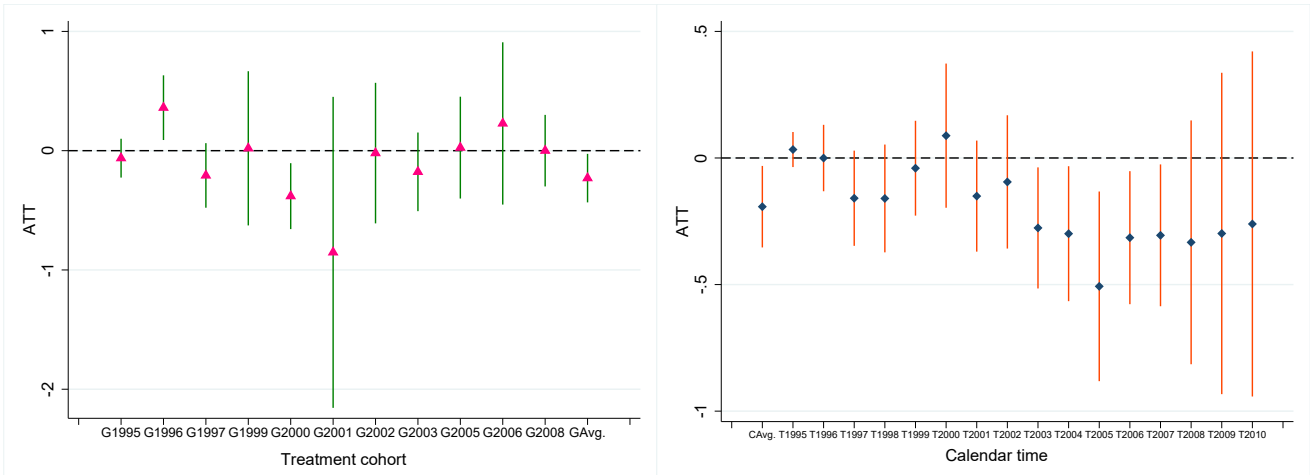 1
0
-1
-2
ATT
G1995 G1996 G1997 G1999 G2000 G2001 G2002 G2003 G2005 G2006 G2008 GAvg.
Treatment cohort
.5
0
-.5
-1
ATT
CAvg. T1995 T1996 T1997 T1998 T1999 T2000 T2001 T2002 T2003 T2004 T2005 T2006 T2007 T2008 T2009 T2010
Calendar time